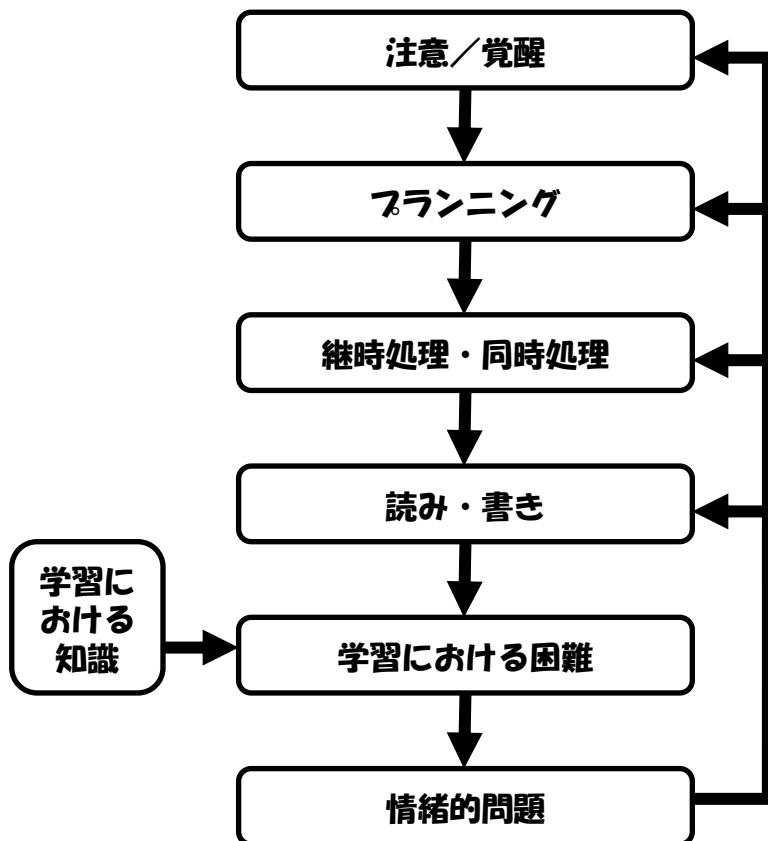 注意／覚醒
プランニング
継時処理・同時処理
読み・書き
学習に
おける
知識
学習における困難
情緒的問題